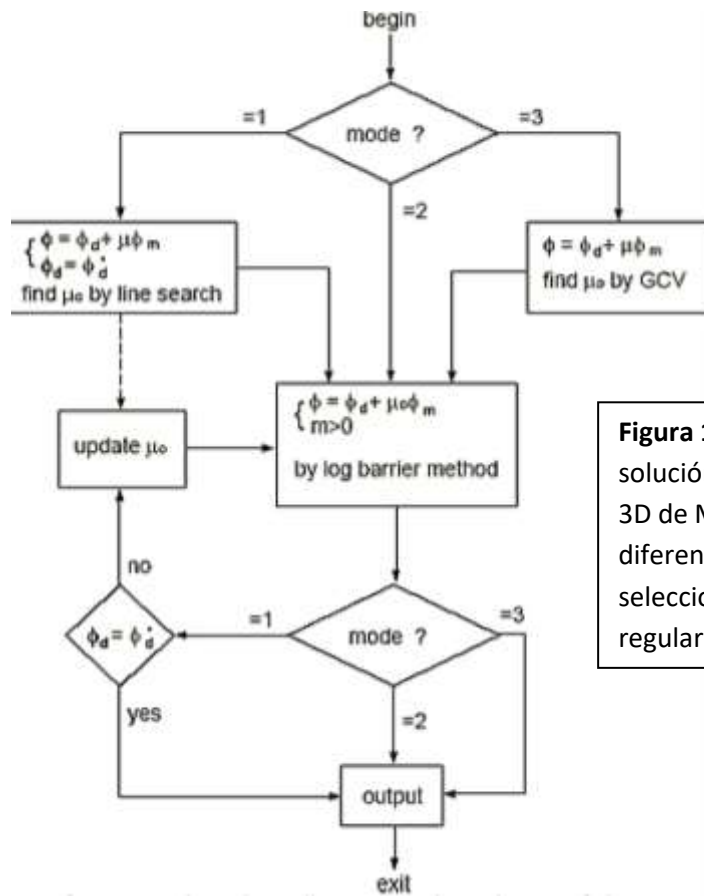 begin
mode ?
=1
=3
=2
ϕ = ϕd + μϕm
ϕd = ϕd*
find μo by line search
ϕ = ϕd + μϕm
find μo by GCV
update μo
ϕ = ϕd + μoϕm
m>0
by log barrier method
no
ϕd = ϕd*
yes
=1
mode ?
=3
=2
output
exit
Figura
solució
3D de
diferen
seleccio
regular